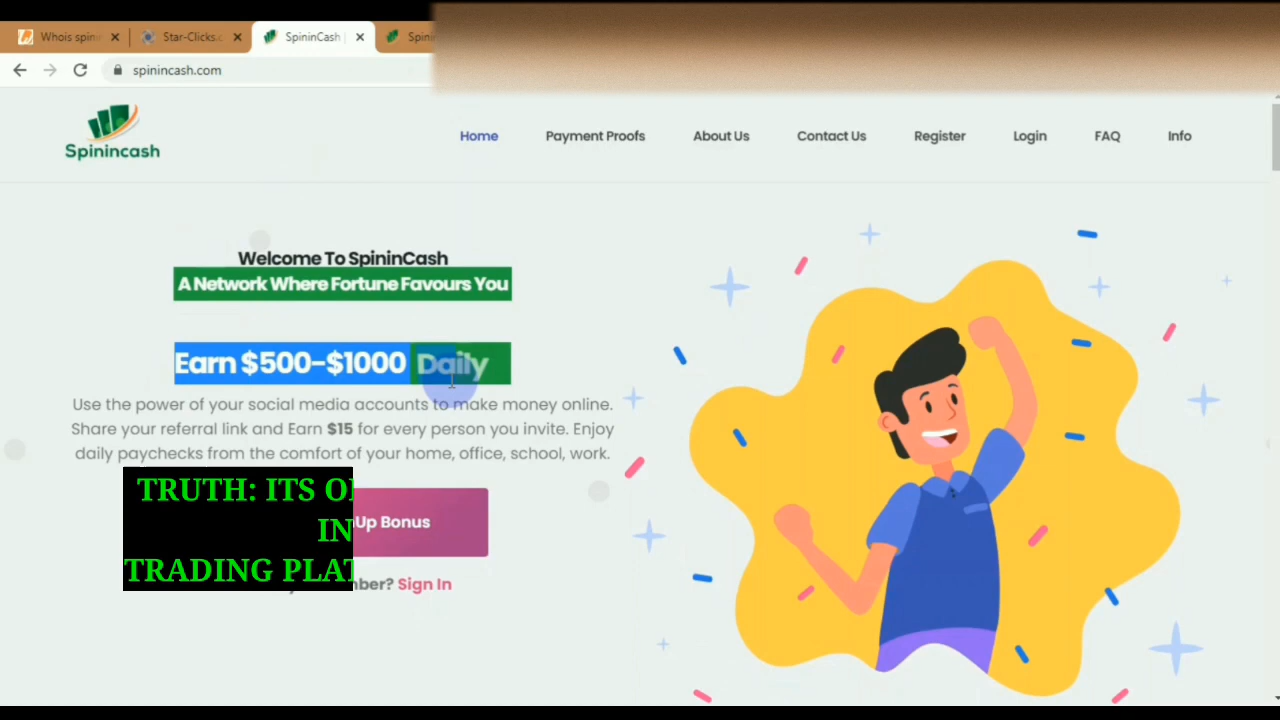 Whois spin
Star-Clicks.c
SpininCash |
Spin
spinincash.com
Spinincash
Home
Payment Proofs
About Us
Contact Us
Register
Login
FAQ
Info
Welcome To SpininCash
A Network Where Fortune Favours You
Earn $500-$1000 Daily
Use the power of your social media accounts to make money online.
Share your referral link and Earn $15 for every person you invite. Enjoy
daily paychecks from the comfort of your home, office, school, work.
TRUTH: ITS
IN
TRADING
Up Bonus
Sign In